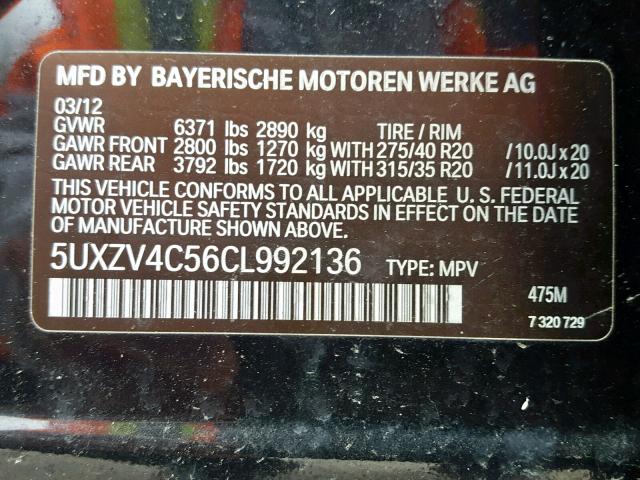 MFD BY BAYERISCHE MOTOREN WERKE AG
03/12
GVWR 6371 lbs 2890 kg TIRE / RIM
GAWR FRONT 2800 lbs 1270 kg WITH 275/40 R20 / 10.0J x 20
GAWR REAR 3792 lbs 1720 kg WITH 315/35 R20 / 11.0J x 20
THIS VEHICLE CONFORMS TO ALL APPLICABLE U. S. FEDERAL
MOTOR VEHICLE SAFETY STANDARDS IN EFFECT ON THE DATE OF
MANUFACTURE SHOWN ABOVE.
5UXZV4C56CL992136 TYPE: MPV
475M
7 320 729